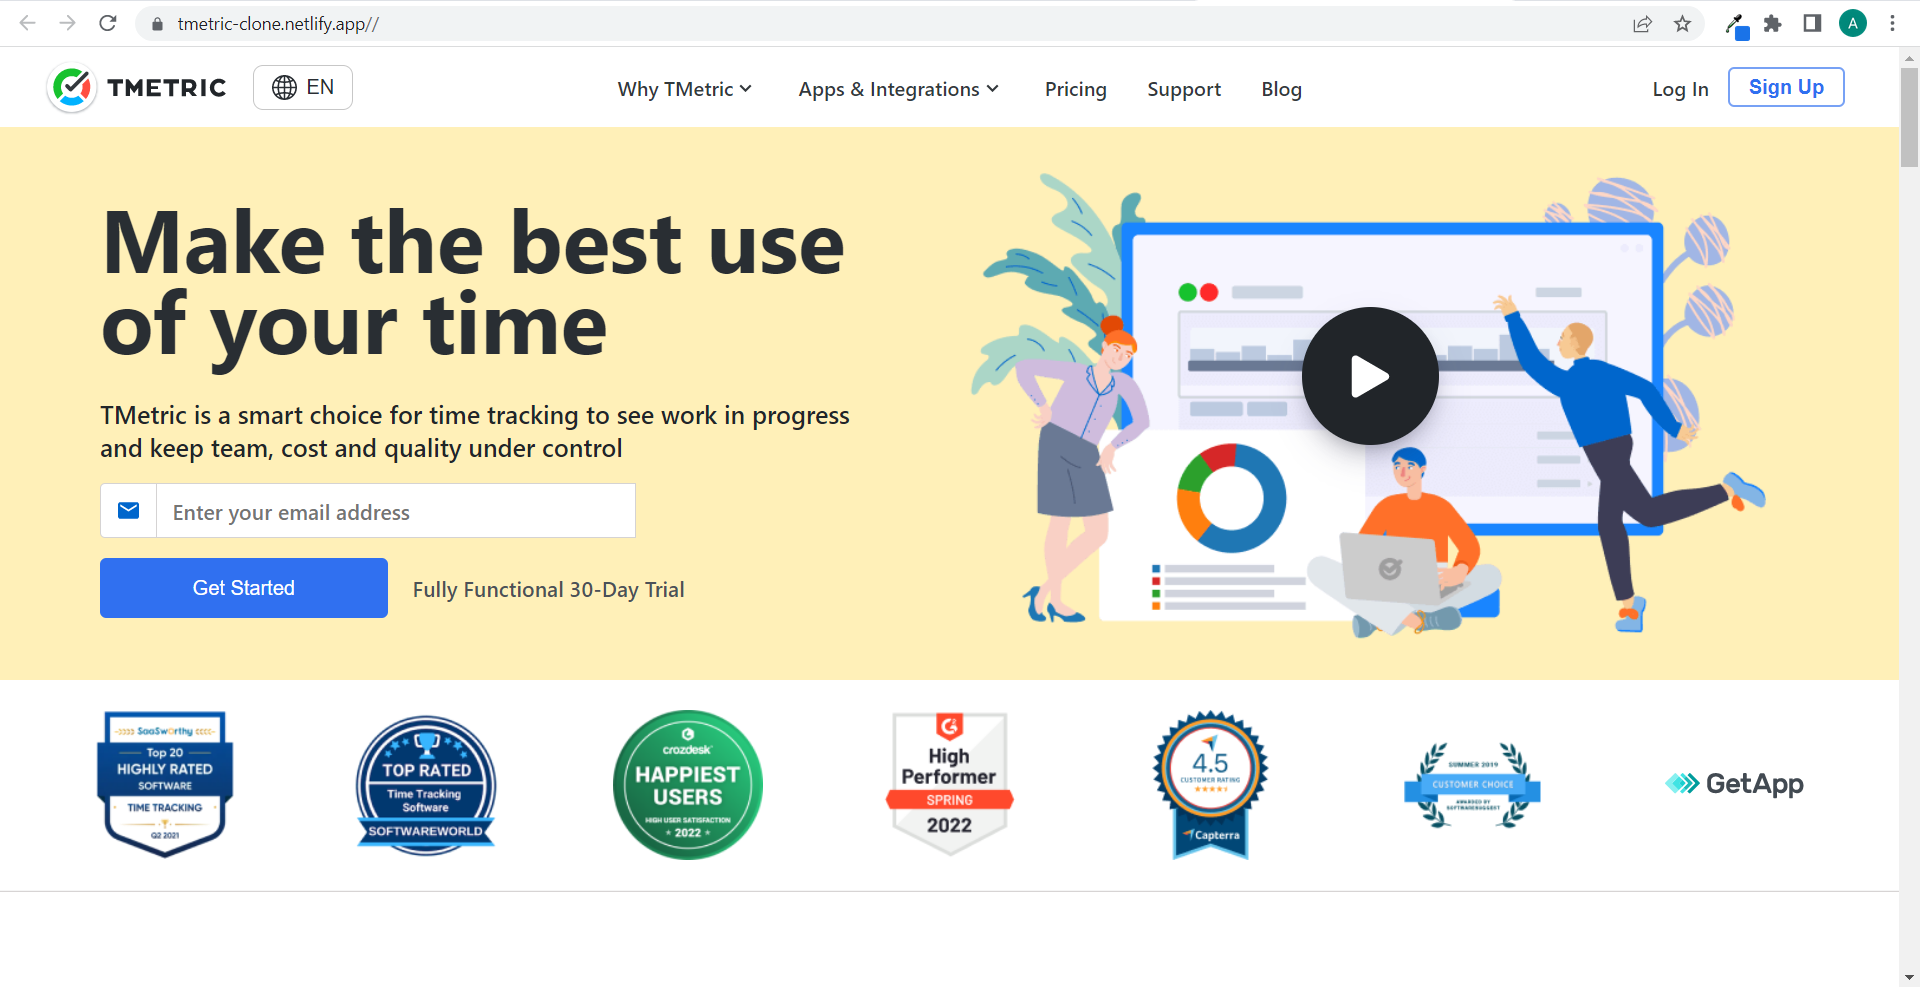 tmetric-clone.netlify.app//
A
TMETRIC
EN
Why TMetric
Apps & Integrations
Pricing
Support
Blog
Log In
Sign Up
Make the best use
of your time
TMetric is a smart choice for time tracking to see work in progress
and keep team, cost and quality under control
Enter your email address
Get Started
Fully Functional 30-Day Trial
SaaSworthy
Top 20
HIGHLY RATED
SOFTWARE
TIME TRACKING
Q2 2021
TOP RATED
Time Tracking
Software
SOFTWAREWORLD
crozdesk
HAPPIEST
USERS
HIGH USER SATISFACTION
2022
G2
High
Performer
SPRING
2022
4.5
CUSTOMER RATING
Capterra
SUMMER 2019
CUSTOMER CHOICE
AWARDED BY
SOFTWARESUGGEST
GetApp